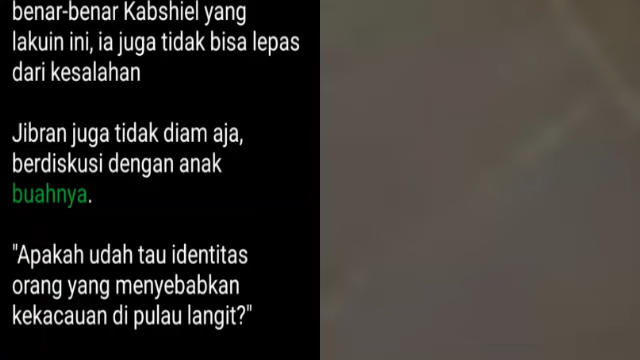 benar-benar Kabshiel yang
lakuin ini, ia juga tidak bisa lepas
dari kesalahan
Jibran juga tidak diam aja,
berdiskusi dengan anak
buahnya.
"Apakah udah tau identitas
orang yang menyebabkan
kekacauan di pulau langit?"